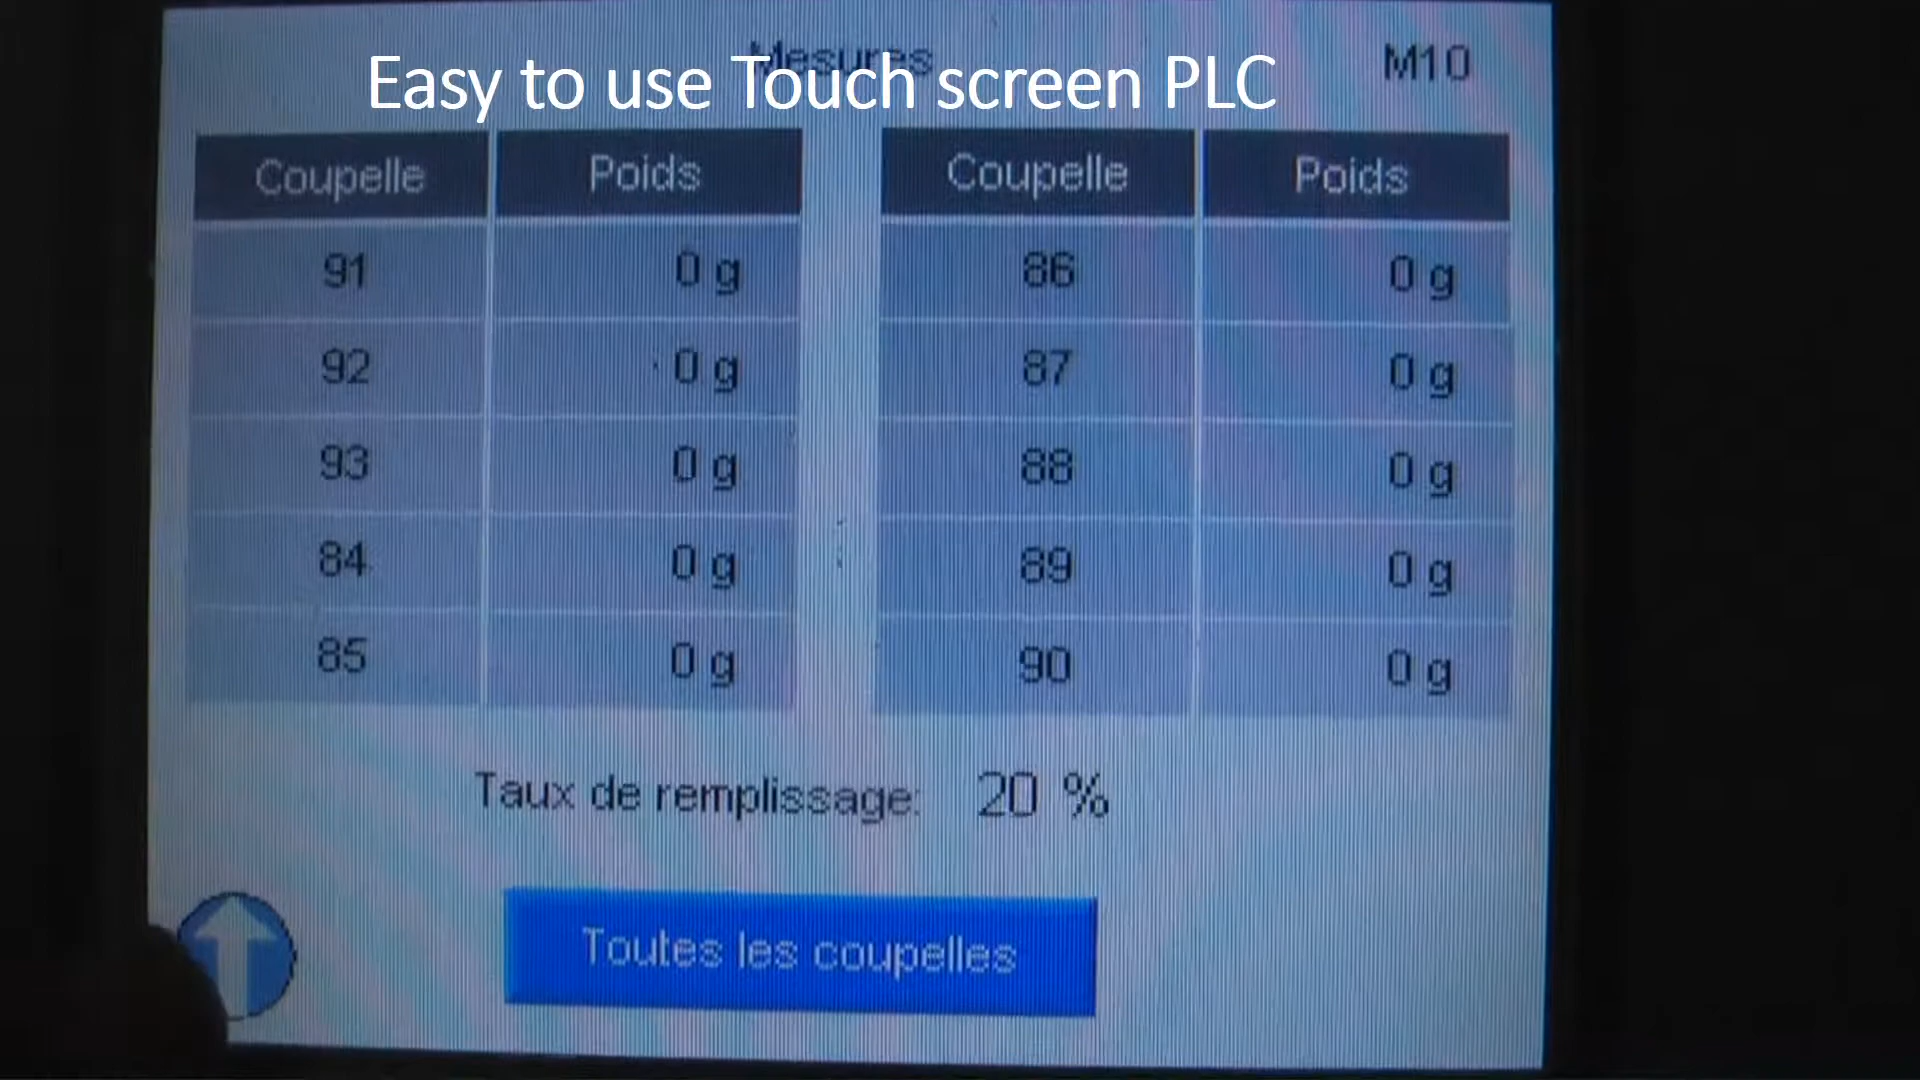 Mesures M10
Easy to use Touch screen PLC
Coupelle Poids Coupelle Poids
91 0 g 86 0 g
92 0 g 87 0 g
93 0 g 88 0 g
84 0 g 89 0 g
85 0 g 90 0 g
Taux de remplissage: 20 %
Toutes les coupelles